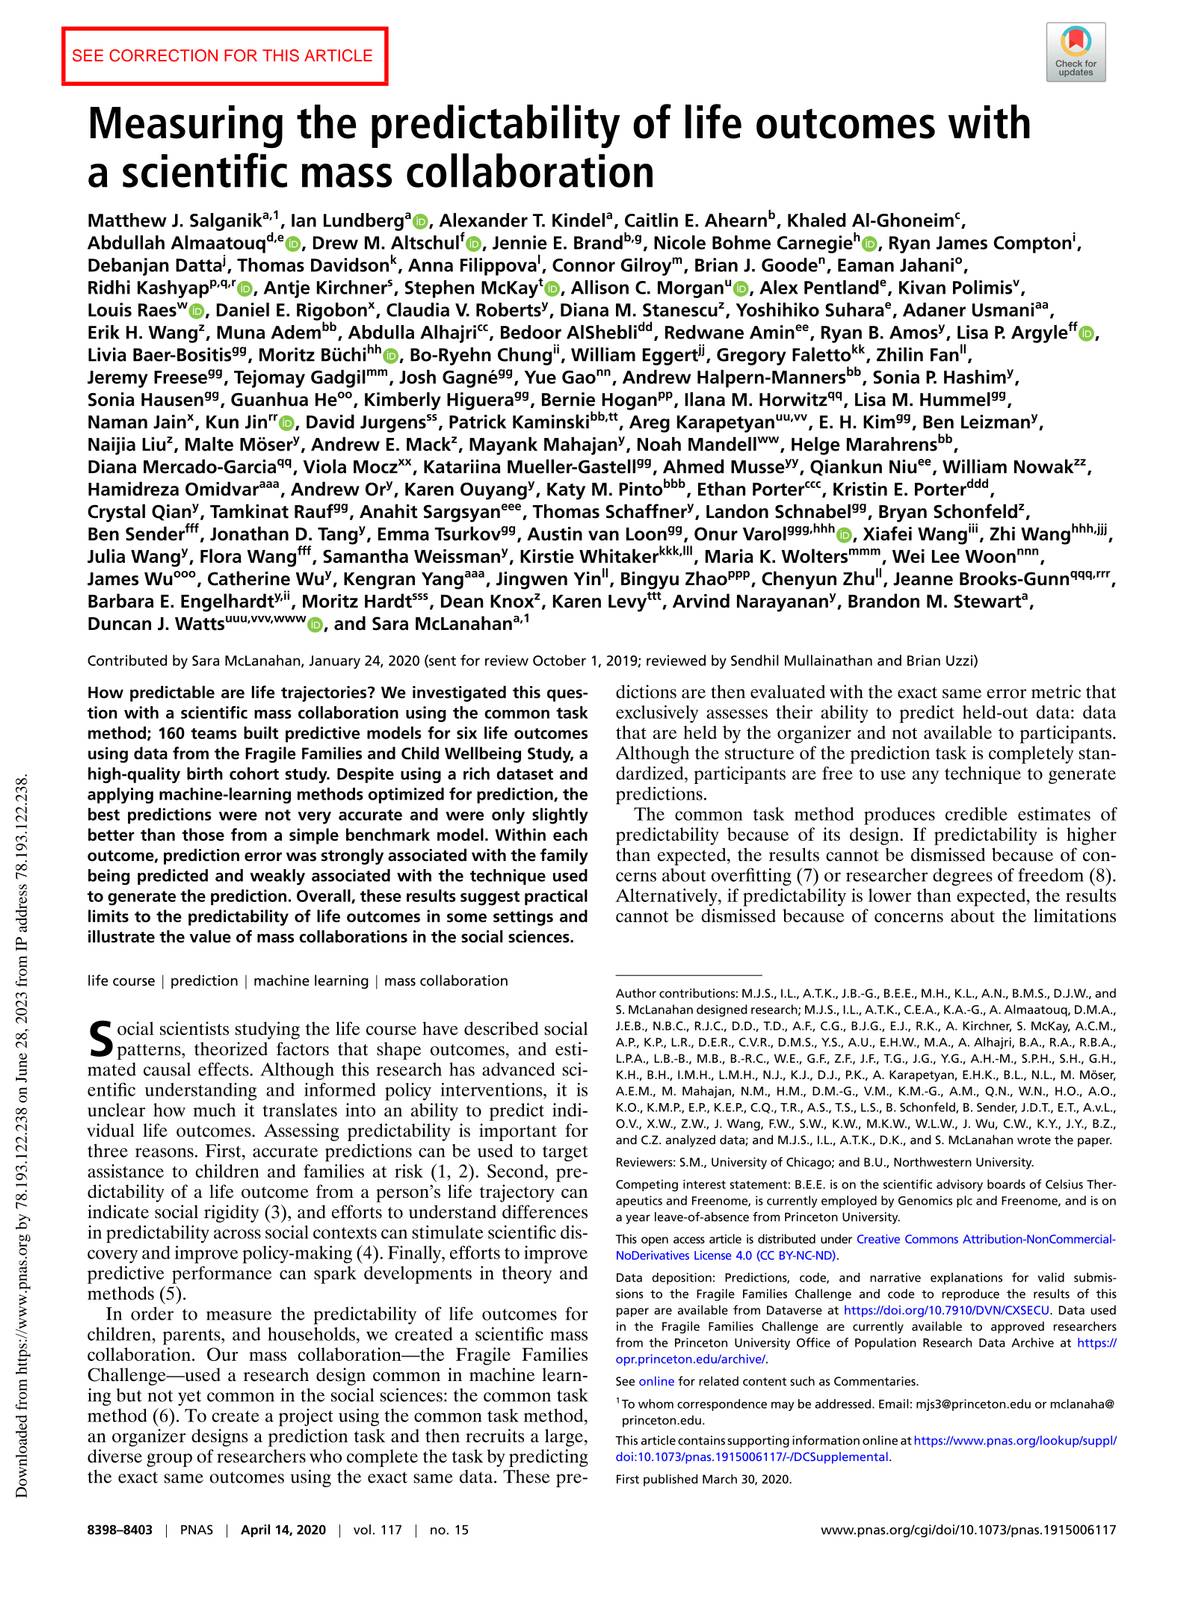 SEE CORRECTION FOR THIS ARTICLE
Check for
updates
Measuring the predictability of life outcomes with
a scientific mass collaboration
Matthew J. Salganik^a,1, Ian Lundberg^a, Alexander T. Kindel^a, Caitlin E. Ahearn^b, Khaled Al-Ghoneim^c,
Abdullah Almaatouq^d,e, Drew M. Altschul^f, Jennie E. Brand^b,g, Nicole Bohme Carnegie^h, Ryan James Compton^i,
Debanjan Datta^j, Thomas Davidson^k, Anna Filippova^l, Connor Gilroy^m, Brian J. Goode^n, Eaman Jahani^o,
Ridhi Kashyap^p,q,r, Antje Kirchner^s, Stephen McKay^t, Allison C. Morgan^u, Alex Pentland^e, Kivan Polimis^v,
Louis Raes^w, Daniel E. Rigobon^x, Claudia V. Roberts^y, Diana M. Stanescu^z, Yoshihiko Suhara^e, Adaner Usmani^aa,
Erik H. Wang^z, Muna Adem^bb, Abdulla Alhajri^cc, Bedoor AlShebli^dd, Redwane Amin^ee, Ryan B. Amos^y, Lisa P. Argyle^ff,
Livia Baer-Bositis^gg, Moritz Büchi^hh, Bo-Ryehn Chung^ii, William Eggert^jj, Gregory Faletto^kk, Zhilin Fan^ll,
Jeremy Freese^gg, Tejomay Gadgil^mm, Josh Gagné^gg, Yue Gao^nn, Andrew Halpern-Manners^bb, Sonia P. Hashim^y,
Sonia Hausen^gg, Guanhua He^oo, Kimberly Higuera^gg, Bernie Hogan^pp, Ilana M. Horwitz^qq, Lisa M. Hummel^gg,
Naman Jain^x, Kun Jin^rr, David Jurgens^ss, Patrick Kaminski^bb,tt, Areg Karapetyan^uu,vv, E. H. Kim^gg, Ben Leizman^y,
Naijia Liu^z, Malte Möser^y, Andrew E. Mack^z, Mayank Mahajan^y, Noah Mandell^ww, Helge Marahrens^bb,
Diana Mercado-Garcia^qq, Viola Mocz^xx, Katariina Mueller-Gastell^gg, Ahmed Musse^yy, Qiankun Niu^ee, William Nowak^zz,
Hamidreza Omidvar^aaa, Andrew Or^y, Karen Ouyang^y, Katy M. Pinto^bbb, Ethan Porter^ccc, Kristin E. Porter^ddd,
Crystal Qian^y, Tamkinat Rauf^gg, Anahit Sargsyan^eee, Thomas Schaffner^y, Landon Schnabel^gg, Bryan Schonfeld^z,
Ben Sender^fff, Jonathan D. Tang^y, Emma Tsurkov^gg, Austin van Loon^gg, Onur Varol^ggg,hhh, Xiafei Wang^iii, Zhi Wang^hhh,jjj,
Julia Wang^y, Flora Wang^fff, Samantha Weissman^y, Kirstie Whitaker^kkk,lll, Maria K. Wolters^mmm, Wei Lee Woon^nnn,
James Wu^ooo, Catherine Wu^y, Kengran Yang^aaa, Jingwen Yin^ll, Bingyu Zhao^ppp, Chenyun Zhu^ll, Jeanne Brooks-Gunn^qqq,rrr,
Barbara E. Engelhardt^y,ii, Moritz Hardt^sss, Dean Knox^z, Karen Levy^ttt, Arvind Narayanan^y, Brandon M. Stewart^a,
Duncan J. Watts^uuu,vvv,www, and Sara McLanahan^a,1
Contributed by Sara McLanahan, January 24, 2020 (sent for review October 1, 2019; reviewed by Sendhil Mullainathan and Brian Uzzi)
How predictable are life trajectories? We investigated this ques-
tion with a scientific mass collaboration using the common task
method; 160 teams built predictive models for six life outcomes
using data from the Fragile Families and Child Wellbeing Study, a
high-quality birth cohort study. Despite using a rich dataset and
applying machine-learning methods optimized for prediction, the
best predictions were not very accurate and were only slightly
better than those from a simple benchmark model. Within each
outcome, prediction error was strongly associated with the family
being predicted and weakly associated with the technique used
to generate the prediction. Overall, these results suggest practical
limits to the predictability of life outcomes in some settings and
illustrate the value of mass collaborations in the social sciences.
life course | prediction | machine learning | mass collaboration
Social scientists studying the life course have described social
patterns, theorized factors that shape outcomes, and esti-
mated causal effects. Although this research has advanced sci-
entific understanding and informed policy interventions, it is
unclear how much it translates into an ability to predict indi-
vidual life outcomes. Assessing predictability is important for
three reasons. First, accurate predictions can be used to target
assistance to children and families at risk (1, 2). Second, pre-
dictability of a life outcome from a person's life trajectory can
indicate social rigidity (3), and efforts to understand differences
in predictability across social contexts can stimulate scientific dis-
covery and improve policy-making (4). Finally, efforts to improve
predictive performance can spark developments in theory and
methods (5).
In order to measure the predictability of life outcomes for
children, parents, and households, we created a scientific mass
collaboration. Our mass collaboration—the Fragile Families
Challenge—used a research design common in machine learn-
ing but not yet common in the social sciences: the common task
method (6). To create a project using the common task method,
an organizer designs a prediction task and then recruits a large,
diverse group of researchers who complete the task by predicting
the exact same outcomes using the exact same data. These pre-
dictions are then evaluated with the exact same error metric that
exclusively assesses their ability to predict held-out data: data
that are held by the organizer and not available to participants.
Although the structure of the prediction task is completely stan-
dardized, participants are free to use any technique to generate
predictions.
The common task method produces credible estimates of
predictability because of its design. If predictability is higher
than expected, the results cannot be dismissed because of con-
cerns about overfitting (7) or researcher degrees of freedom (8).
Alternatively, if predictability is lower than expected, the results
cannot be dismissed because of concerns about the limitations
Author contributions: M.J.S., I.L., A.T.K., J.B.-G., B.E.E., M.H., K.L., A.N., B.M.S., D.J.W., and
S. McLanahan designed research; M.J.S., I.L., A.T.K., C.E.A., K.A.-G., A. Almaatouq, D.M.A.,
J.E.B., N.B.C., R.J.C., D.D., T.D., A.F., C.G., B.J.G., E.J., R.K., A. Kirchner, S. McKay, A.C.M.,
A.P., K.P., L.R., D.E.R., C.V.R., D.M.S., Y.S., A.U., E.H.W., M.A., A. Alhajri, B.A., R.A., R.B.A.,
L.P.A., L.B.-B., M.B., B.-R.C., W.E., G.F., Z.F., J.F., T.G., J.G., Y.G., A.H.-M., S.P.H., S.H., G.H.,
K.H., B.H., I.M.H., L.M.H., N.J., K.J., D.J., P.K., A. Karapetyan, E.H.K., B.L., N.L., M. Möser,
A.E.M., M. Mahajan, N.M., H.M., D.M.-G., V.M., K.M.-G., A.M., Q.N., W.N., H.O., A.O.,
K.O., K.M.P., E.P., K.E.P., C.Q., T.R., A.S., T.S., L.S., B. Schonfeld, B. Sender, J.D.T., E.T., A.v.L.,
O.V., X.W., Z.W., J. Wang, F.W., S.W., K.W., M.K.W., W.L.W., J. Wu, C.W., K.Y., J.Y., B.Z.,
and C.Z. analyzed data; and M.J.S., I.L., A.T.K., D.K., and S. McLanahan wrote the paper.
Reviewers: S.M., University of Chicago; and B.U., Northwestern University.
Competing interest statement: B.E.E. is on the scientific advisory boards of Celsius Ther-
apeutics and Freenome, is currently employed by Genomics plc and Freenome, and is on
a year leave-of-absence from Princeton University.
This open access article is distributed under Creative Commons Attribution-NonCommercial-
NoDerivatives License 4.0 (CC BY-NC-ND).
Data deposition: Predictions, code, and narrative explanations for valid submis-
sions to the Fragile Families Challenge and code to reproduce the results of this
paper are available from Dataverse at https://doi.org/10.7910/DVN/CXSECU. Data used
in the Fragile Families Challenge are currently available to approved researchers
from the Princeton University Office of Population Research Data Archive at https://
opr.princeton.edu/archive/.
See online for related content such as Commentaries.
^1To whom correspondence may be addressed. Email: mjs3@princeton.edu or mclanaha@
princeton.edu.
This article contains supporting information online at https://www.pnas.org/lookup/suppl/
doi:10.1073/pnas.1915006117/-/DCSupplemental.
First published March 30, 2020.
8398–8403 | PNAS | April 14, 2020 | vol. 117 | no. 15
www.pnas.org/cgi/doi/10.1073/pnas.1915006117
Downloaded from https://www.pnas.org by 78.193.122.238 on June 28, 2023 from IP address 78.193.122.238.